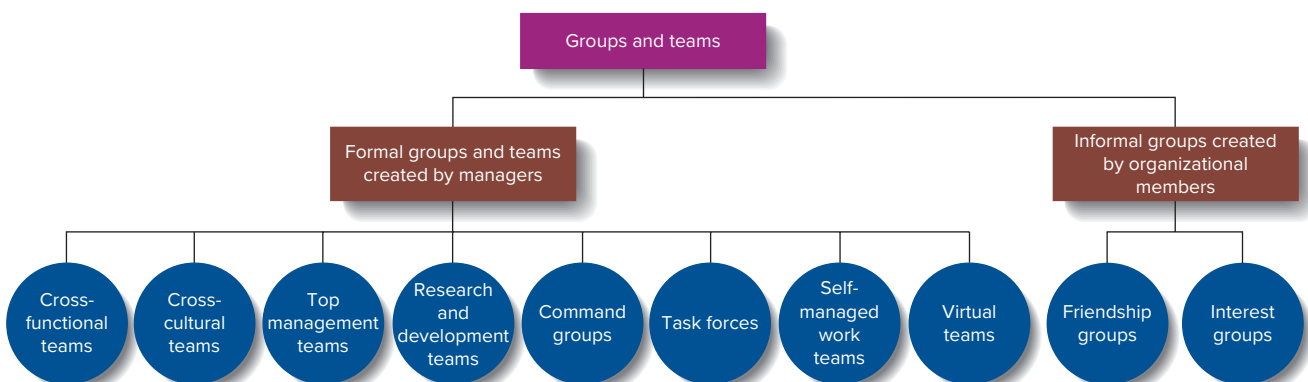 Groups and teams
Formal groups and teams
created by managers
Informal groups created
by organizational
members
Cross-
functional
teams
Cross-
cultural
teams
Top
management
teams
Research
and
development
teams
Command
groups
Task forces
Self-
managed
work
teams
Virtual
teams
Friendship
groups
Interest
groups